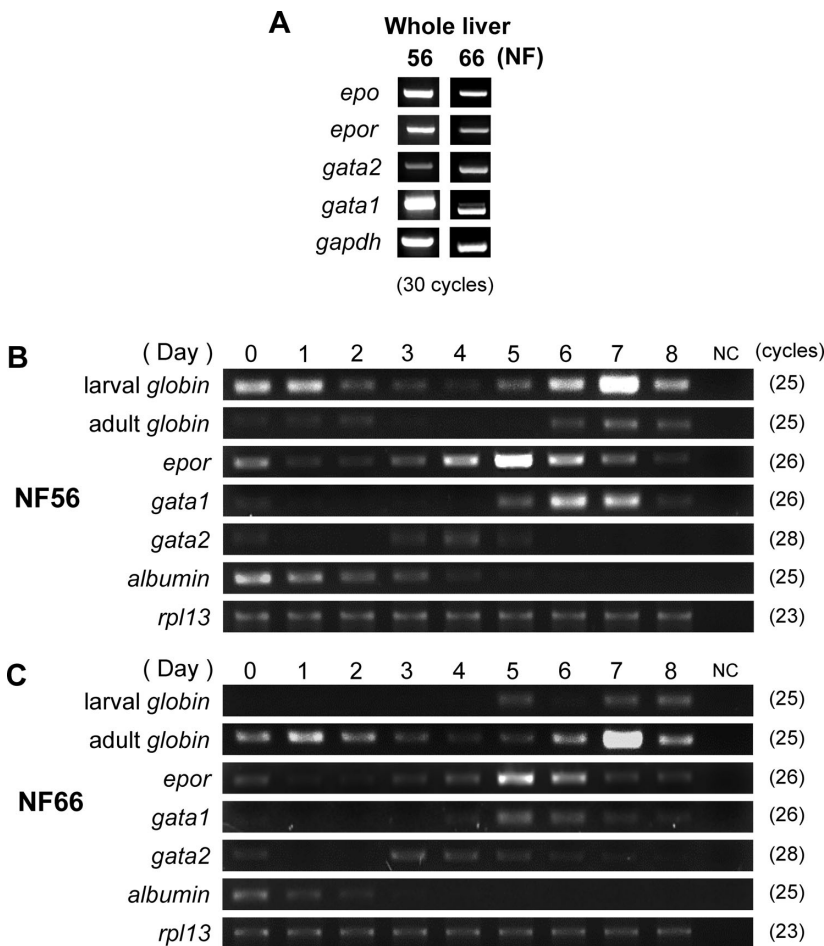 A
Whole liver
56 66 (NF)
epo
epor
gata2
gata1
gapdh
(30 cycles)
B
( Day ) 0 1 2 3 4 5 6 7 8 NC (cycles)
larval globin (25)
adult globin (25)
epor (26)
NF56
gata1 (26)
gata2 (28)
albumin (25)
rpl13 (23)
C
( Day ) 0 1 2 3 4 5 6 7 8 NC
larval globin (25)
adult globin (25)
epor (26)
NF66
gata1 (26)
gata2 (28)
albumin (25)
rpl13 (23)